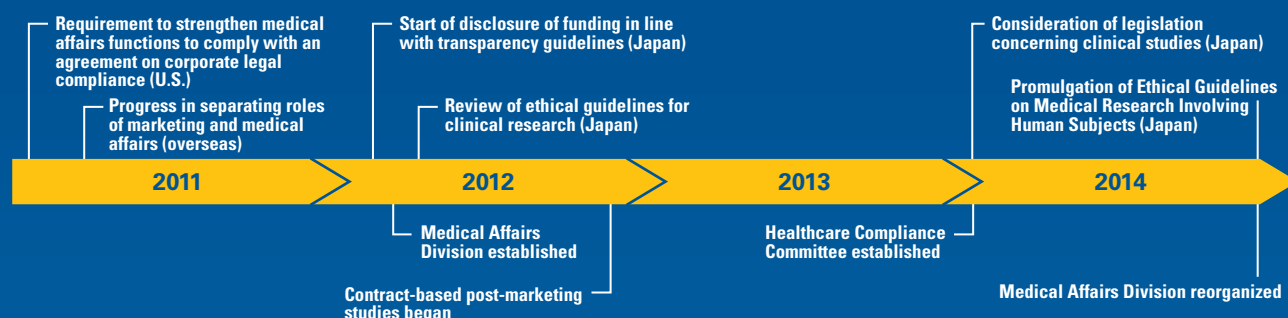 Requirement to strengthen medical
affairs functions to comply with an
agreement on corporate legal
compliance (U.S.)
Progress in separating roles
of marketing and medical
affairs (overseas)
Start of disclosure of funding in line
with transparency guidelines (Japan)
Review of ethical guidelines for
clinical research (Japan)
Consideration of legislation
concerning clinical studies (Japan)
Promulgation of Ethical Guidelines
on Medical Research Involving
Human Subjects (Japan)
2011
2012
2013
2014
Medical Affairs
Division established
Contract-based post-marketing
studies began
Healthcare Compliance
Committee established
Medical Affairs Division reorganized